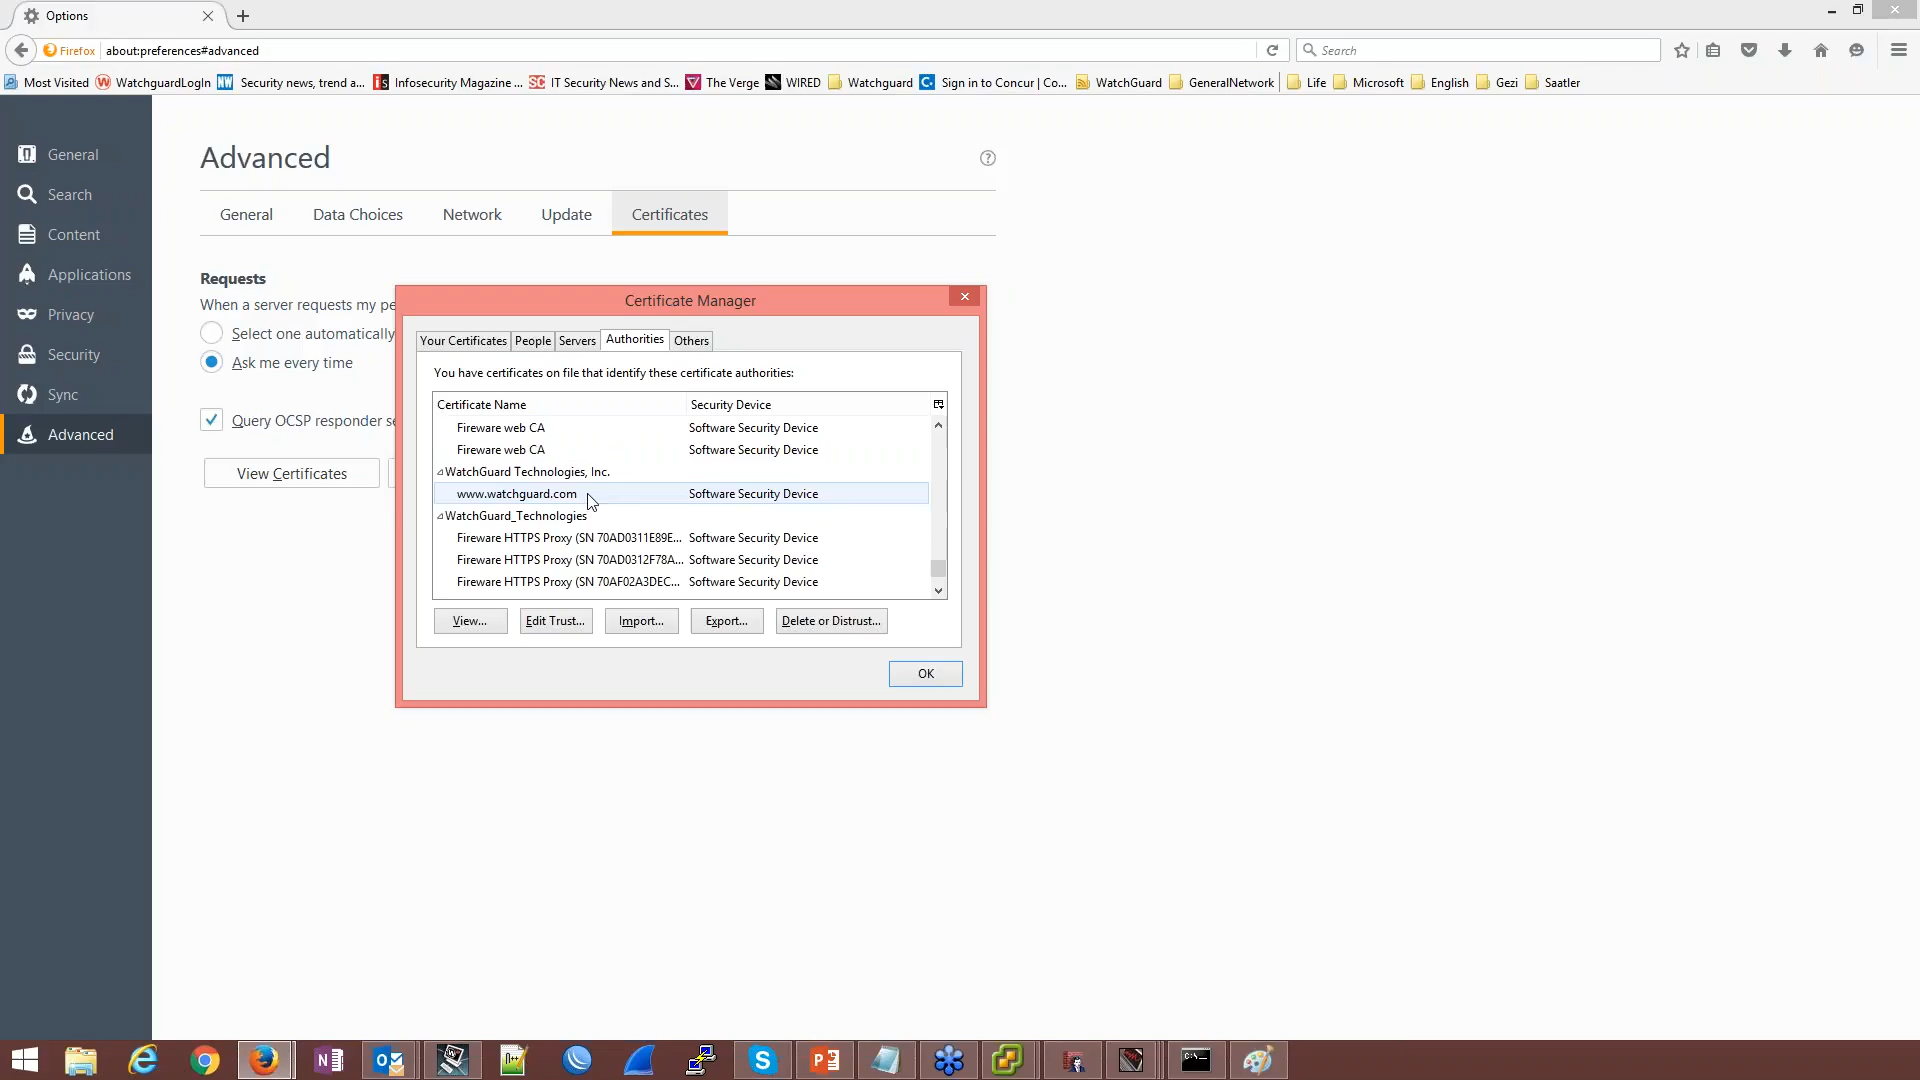 Options
Firefox
about:preferences#advanced
Search
Most Visited
WatchguardLogIn
Security news, trend a...
Infosecurity Magazine ...
IT Security News and S...
The Verge
WIRED
Watchguard
Sign in to Concur | Co...
WatchGuard
GeneralNetwork
Life
Microsoft
English
Gezi
Saatler
General
Search
Content
Applications
Privacy
Security
Sync
Advanced
Advanced
General
Data Choices
Network
Update
Certificates
Requests
When a server requests my pe
Select one automatically
Ask me every time
Query OCSP responder se
View Certificates
Certificate Manager
Your Certificates
People
Servers
Authorities
Others
You have certificates on file that identify these certificate authorities:
Certificate Name Security Device
Fireware web CA Software Security Device
Fireware web CA Software Security Device
WatchGuard Technologies, Inc.
www.watchguard.com Software Security Device
WatchGuard_Technologies
Fireware HTTPS Proxy (SN 70AD0311E89E... Software Security Device
Fireware HTTPS Proxy (SN 70AD0312F78A... Software Security Device
Fireware HTTPS Proxy (SN 70AF02A3DEC... Software Security Device
View...
Edit Trust...
Import...
Export...
Delete or Distrust...
OK